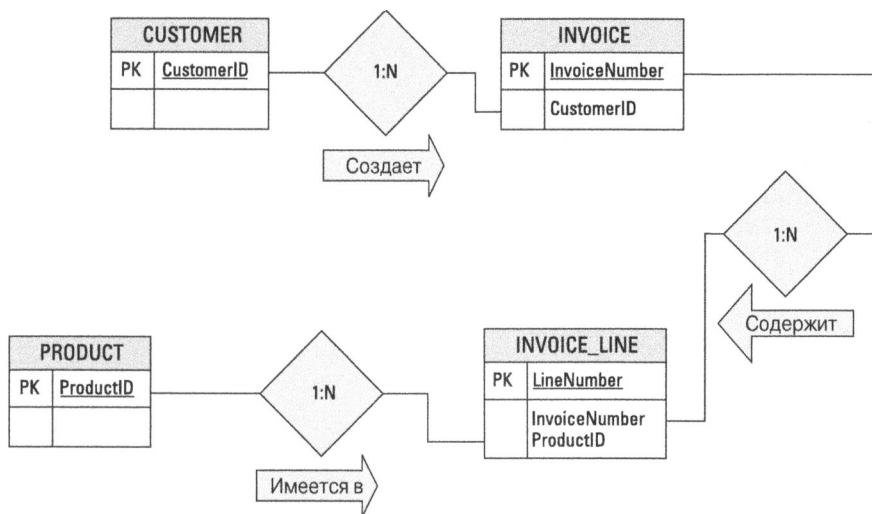 CUSTOMER
PK CustomerID
1:N
INVOICE
PK InvoiceNumber
CustomerID
Создает
1:N
Содержит
PRODUCT
PK ProductID
1:N
INVOICE_LINE
PK LineNumber
InvoiceNumber
ProductID
Имеется в